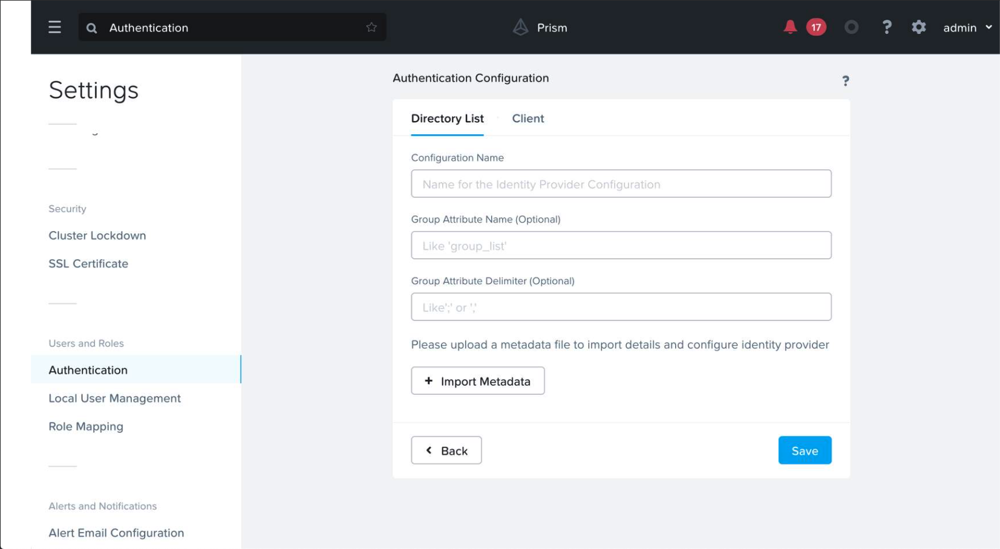 Authentication
Prism
17
?
admin
Settings
Security
Cluster Lockdown
SSL Certificate
Users and Roles
Authentication
Local User Management
Role Mapping
Alerts and Notifications
Alert Email Configuration
Authentication Configuration
?
Directory List
Client
Configuration Name
Name for the Identity Provider Configuration
Group Attribute Name (Optional)
Like 'group_list'
Group Attribute Delimiter (Optional)
Like';' or ','
Please upload a metadata file to import details and configure identity provider
+ Import Metadata
Back
Save